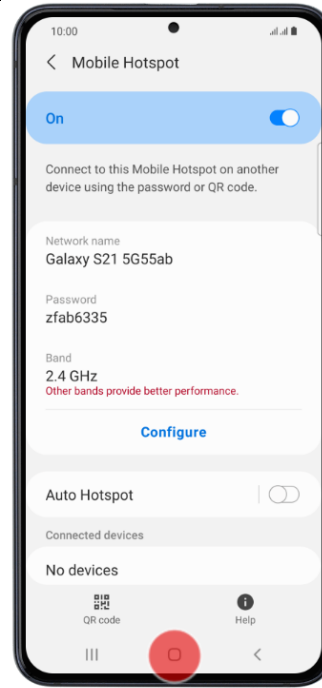 10:00
Mobile Hotspot
On
Connect to this Mobile Hotspot on another
device using the password or QR code.
Network name
Galaxy S21 5G55ab
Password
zfab6335
Band
2.4 GHz
Other bands provide better performance.
Configure
Auto Hotspot
Connected devices
No devices
QR code
Help